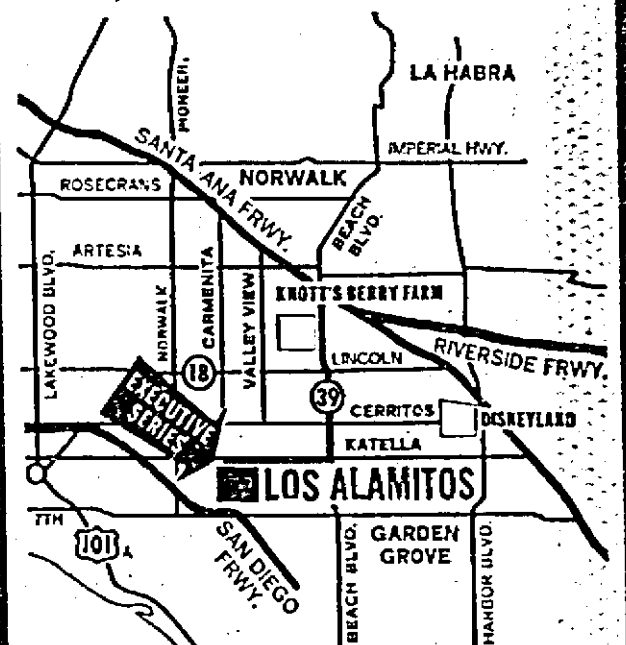 LA HABRA
PIONEER
IMPERIAL HWY.
SANTA ANA FRWY.
ROSECRANS
NORWALK
BEACH BLVD.
ARTESIA
LAKEWOOD BLVD.
NORWALK
CARMENITA
VALLEY VIEW
KNOTT'S BERRY FARM
RIVERSIDE FRWY.
LINCOLN
18
39
EXECUTIVE SERIES
CERRITOS
DISNEYLAND
KATELLA
LOS ALAMITOS
7TH
101 A
SAN DIEGO FRWY.
GARDEN GROVE
BEACH BLVD.
HARBOR BLVD.